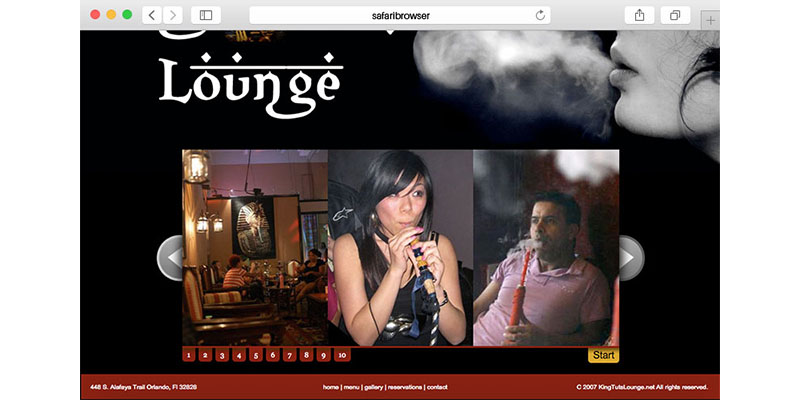 safaribrowser
Lounge
1 2 3 4 5 6 7 8 9 10
Start
448 S. Alafaya Trail Orlando, Fl 32828
home | menu | gallery | reservations | contact
© 2007 KingTutsLounge.net All rights reserved.